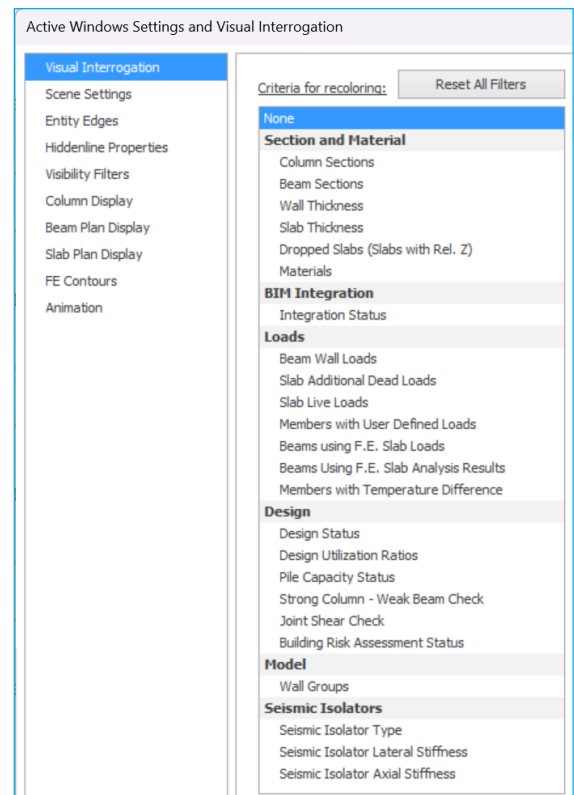 Active Windows Settings and Visual Interrogation
Visual Interrogation
Scene Settings
Entity Edges
Hiddenline Properties
Visibility Filters
Column Display
Beam Plan Display
Slab Plan Display
FE Contours
Animation
Criteria for recoloring:
Reset All Filters
None
Section and Material
Column Sections
Beam Sections
Wall Thickness
Slab Thickness
Dropped Slabs (Slabs with Rel. Z)
Materials
BIM Integration
Integration Status
Loads
Beam Wall Loads
Slab Additional Dead Loads
Slab Live Loads
Members with User Defined Loads
Beams using F.E. Slab Loads
Beams Using F.E. Slab Analysis Results
Members with Temperature Difference
Design
Design Status
Design Utilization Ratios
Pile Capacity Status
Strong Column - Weak Beam Check
Joint Shear Check
Building Risk Assessment Status
Model
Wall Groups
Seismic Isolators
Seismic Isolator Type
Seismic Isolator Lateral Stiffness
Seismic Isolator Axial Stiffness